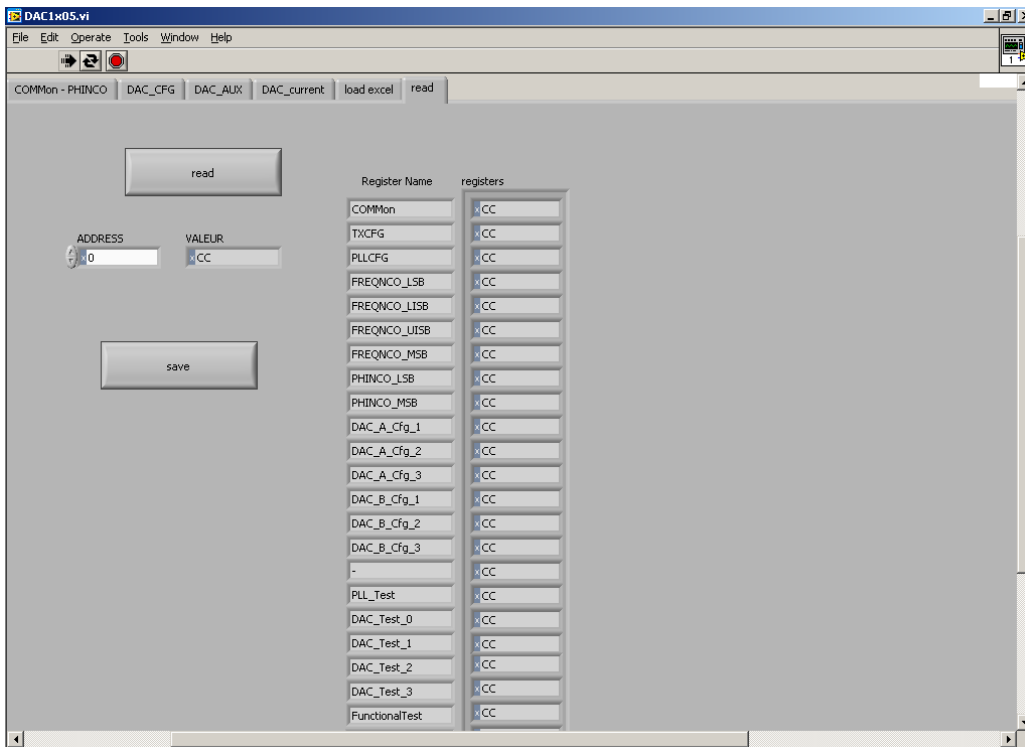 DAC1x05.vi
File Edit Operate Tools Window Help
1
COMMon - PHINCO DAC_CFG DAC_AUX DAC_current load excel read
read
Register Name registers
COMMon x CC
TXCFG x CC
ADDRESS VALEUR
x 0 x CC
PLLCFG x CC
FREQNCO_LSB x CC
FREQNCO_LISB x CC
FREQNCO_UISB x CC
FREQNCO_MSB x CC
save
PHINCO_LSB x CC
PHINCO_MSB x CC
DAC_A_Cfg_1 x CC
DAC_A_Cfg_2 x CC
DAC_A_Cfg_3 x CC
DAC_B_Cfg_1 x CC
DAC_B_Cfg_2 x CC
DAC_B_Cfg_3 x CC
- x CC
PLL_Test x CC
DAC_Test_0 x CC
DAC_Test_1 x CC
DAC_Test_2 x CC
DAC_Test_3 x CC
FunctionalTest x CC